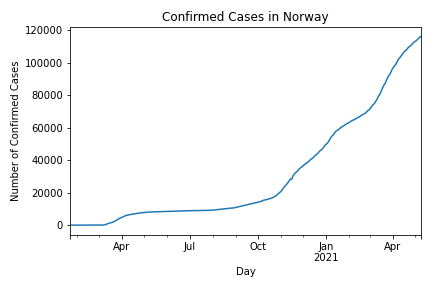 Confirmed Cases in Norway
120000
100000
80000
60000
40000
20000
0
Number of Confirmed Cases
Apr
Jul
Oct
Jan
2021
Apr
Day